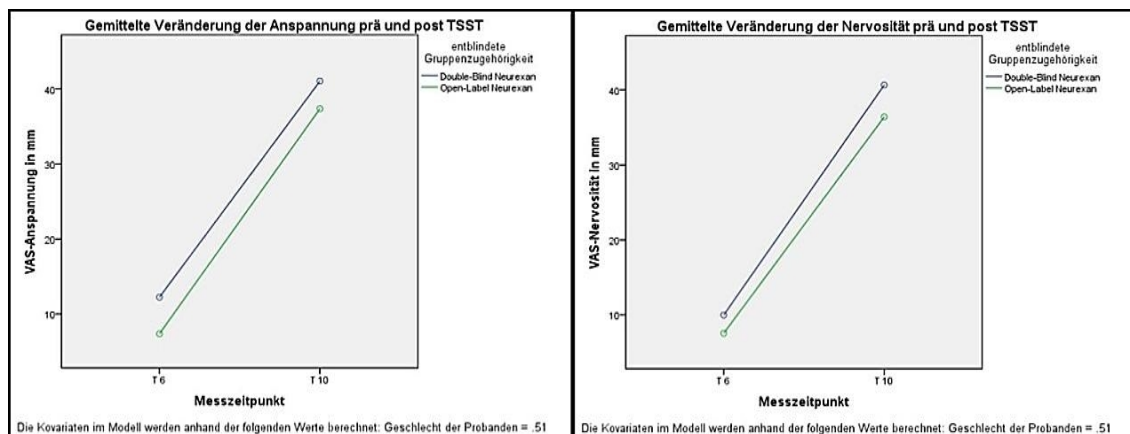 Gemittelte Veränderung der Anspannung prä und post TSST
entblindete
Gruppenzugehörigkeit
Double-Blind Neurexan
Open-Label Neurexan
VAS-Anspannung in mm
40
30
20
10
T 6
T 10
Messzeitpunkt
Die Kovariaten im Modell werden anhand der folgenden Werte berechnet: Geschlecht der Probanden = .51
Gemittelte Veränderung der Nervosität prä und post TSST
entblindete
Gruppenzugehörigkeit
Double-Blind Neurexan
Open-Label Neurexan
VAS-Nervosität in mm
40
30
20
10
T 6
T 10
Messzeitpunkt
Die Kovariaten im Modell werden anhand der folgenden Werte berechnet: Geschlecht der Probanden = .51